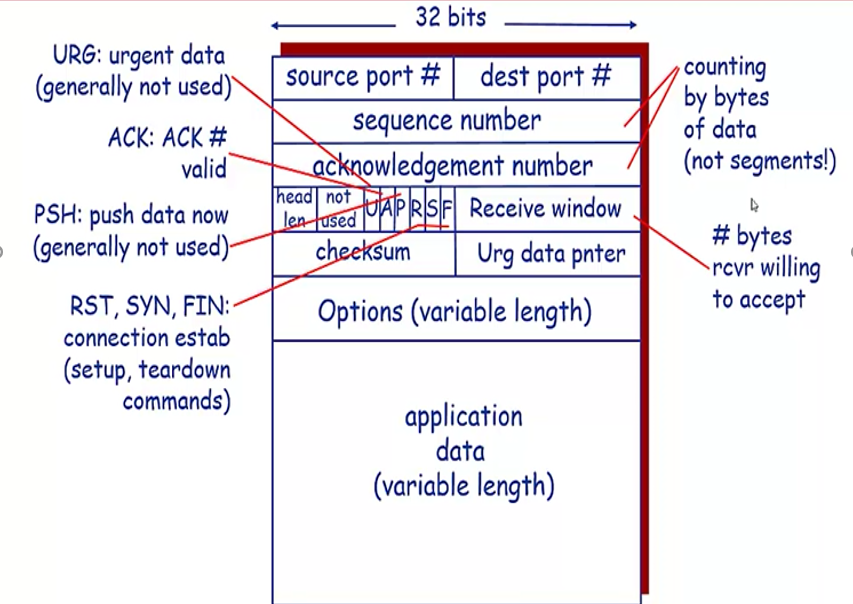 32 bits
URG: urgent data
(generally not used)
ACK: ACK #
valid
PSH: push data now
(generally not used)
RST, SYN, FIN:
connection estab
(setup, teardown
commands)
source port #
dest port #
sequence number
acknowledgement number
head
len
not
used
U
A
P
R
S
F
Receive window
checksum
Urg data pnter
Options (variable length)
application
data
(variable length)
counting
by bytes
of data
(not segments!)
# bytes
rcvr willing
to accept